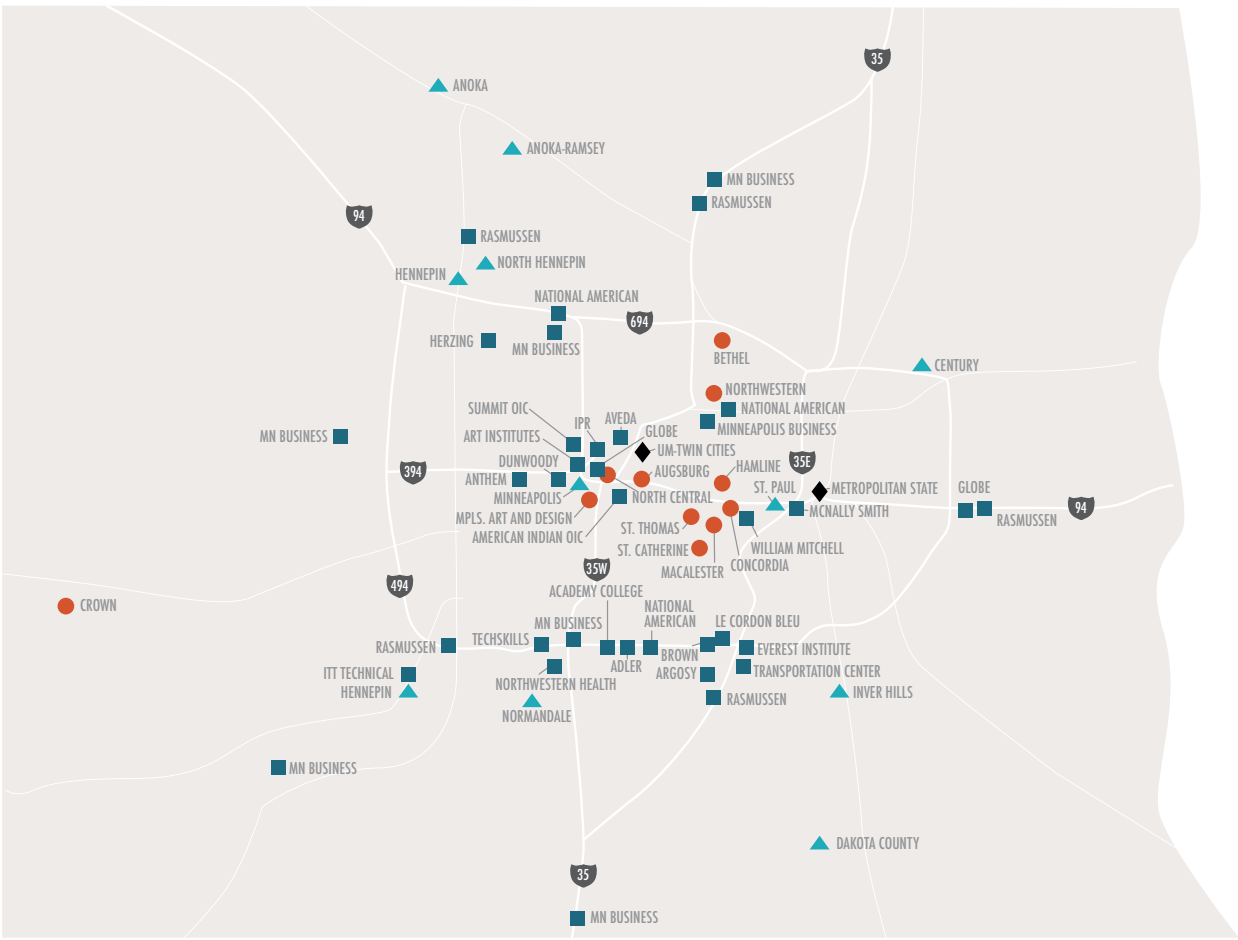 35
ANOKA
ANOKA-RAMSEY
MN BUSINESS
RASMUSSEN
94
RASMUSSEN
NORTH HENNEPIN
HENNEPIN
NATIONAL AMERICAN
694
HERZING
MN BUSINESS
BETHEL
CENTURY
NORTHWESTERN
SUMMIT OIC
NATIONAL AMERICAN
IPR
AVEDA
MINNEAPOLIS BUSINESS
MN BUSINESS
ART INSTITUTES
GLOBE
UM-TWIN CITIES
DUNWOODY
394
AUGSBURG
HAMLINE
35E
ANTHEM
ST. PAUL
METROPOLITAN STATE
GLOBE
MINNEAPOLIS
NORTH CENTRAL
94
MPLS. ART AND DESIGN
MCNALLY SMITH
RASMUSSEN
AMERICAN INDIAN OIC
ST. THOMAS
ST. CATHERINE
WILLIAM MITCHELL
CONCORDIA
MACALESTER
35W
494
ACADEMY COLLEGE
CROWN
NATIONAL
AMERICAN
LE CORDON BLEU
MN BUSINESS
TECHSKILLS
RASMUSSEN
BROWN
EVEREST INSTITUTE
ADLER
ITT TECHNICAL
ARGOSY
TRANSPORTATION CENTER
NORTHWESTERN HEALTH
HENNEPIN
RASMUSSEN
INVER HILLS
NORMANDALE
MN BUSINESS
DAKOTA COUNTY
35
MN BUSINESS